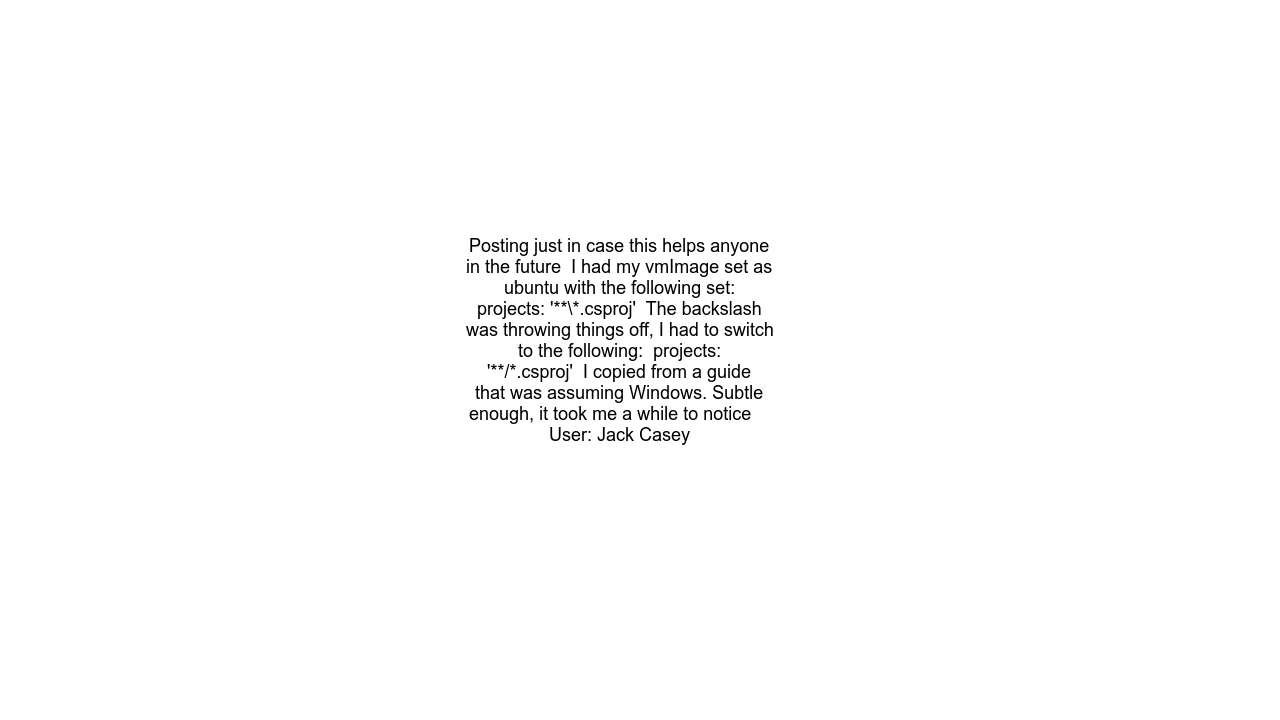 Posting just in case this helps anyone
in the future  I had my vmImage set as
ubuntu with the following set:
projects: '**\*.csproj'  The backslash
was throwing things off, I had to switch
to the following:  projects:
'**/*.csproj'  I copied from a guide
that was assuming Windows. Subtle
enough, it took me a while to notice
User: Jack Casey